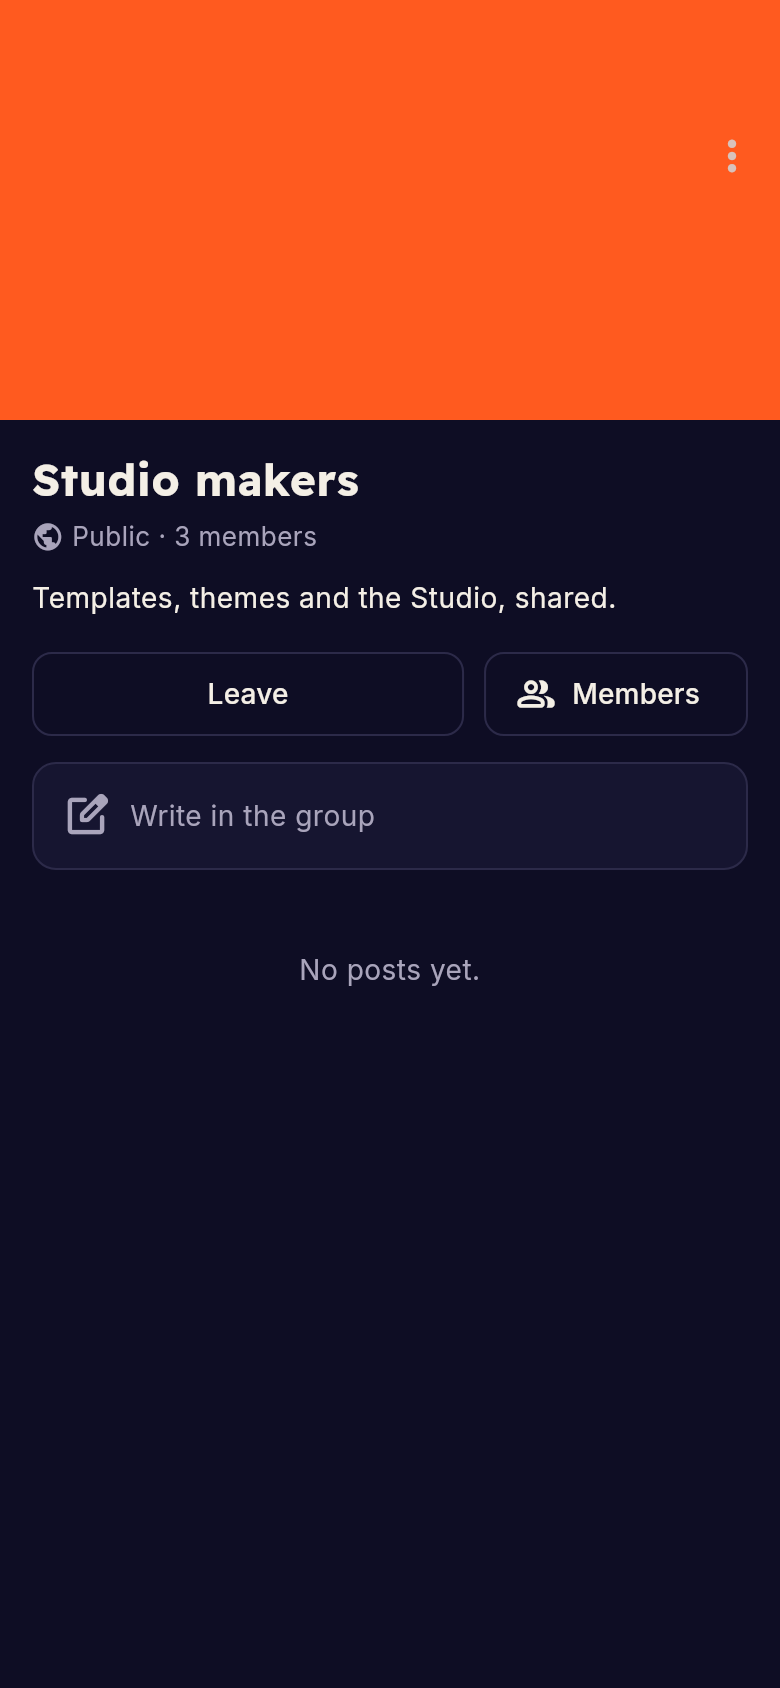 Studio makers
Public · 3 members
Templates, themes and the Studio, shared.
Leave
Members
Write in the group
No posts yet.